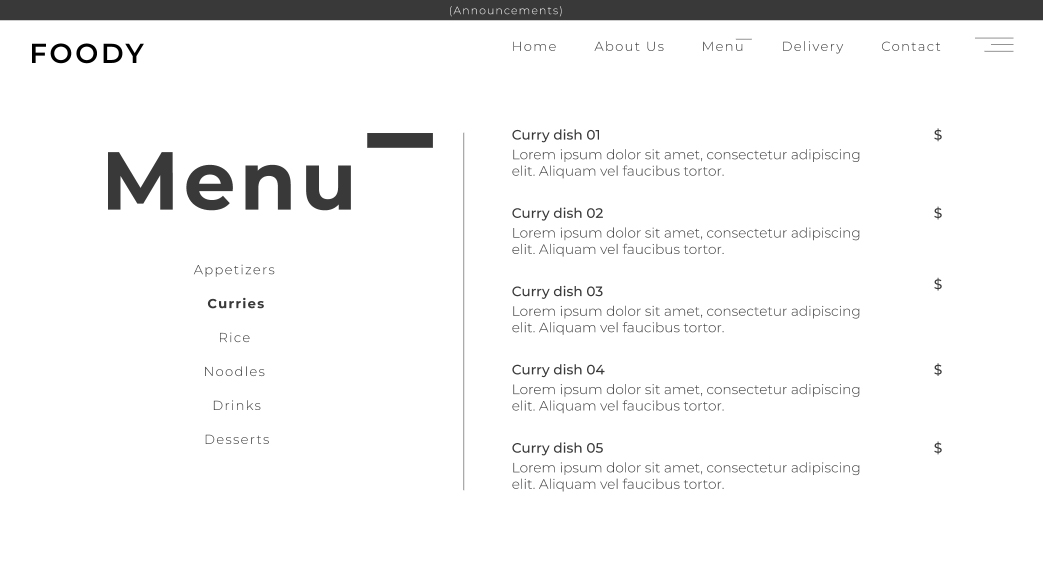 (Announcements)
FOODY
Home About Us Menu Delivery Contact
Menu
Appetizers
Curries
Rice
Noodles
Drinks
Desserts
Curry dish 01 $
Lorem ipsum dolor sit amet, consectetur adipiscing
elit. Aliquam vel faucibus tortor.
Curry dish 02 $
Lorem ipsum dolor sit amet, consectetur adipiscing
elit. Aliquam vel faucibus tortor.
Curry dish 03 $
Lorem ipsum dolor sit amet, consectetur adipiscing
elit. Aliquam vel faucibus tortor.
Curry dish 04 $
Lorem ipsum dolor sit amet, consectetur adipiscing
elit. Aliquam vel faucibus tortor.
Curry dish 05 $
Lorem ipsum dolor sit amet, consectetur adipiscing
elit. Aliquam vel faucibus tortor.